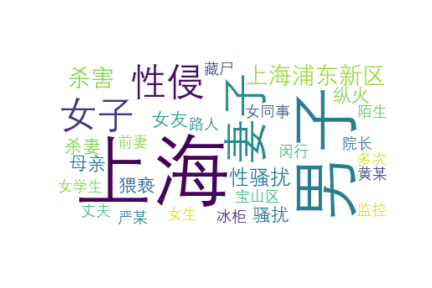 藏尸
杀害
性侵
上海浦东新区
纵火
女子
妻子
男子
女同事
陌生
女友
路人
杀妻
前妻
上海
闵行
院长
母亲
多次
女学生
猥亵
性骚扰
黄某
宝山区
丈夫
严某
女生
冰柜
骚扰
监控